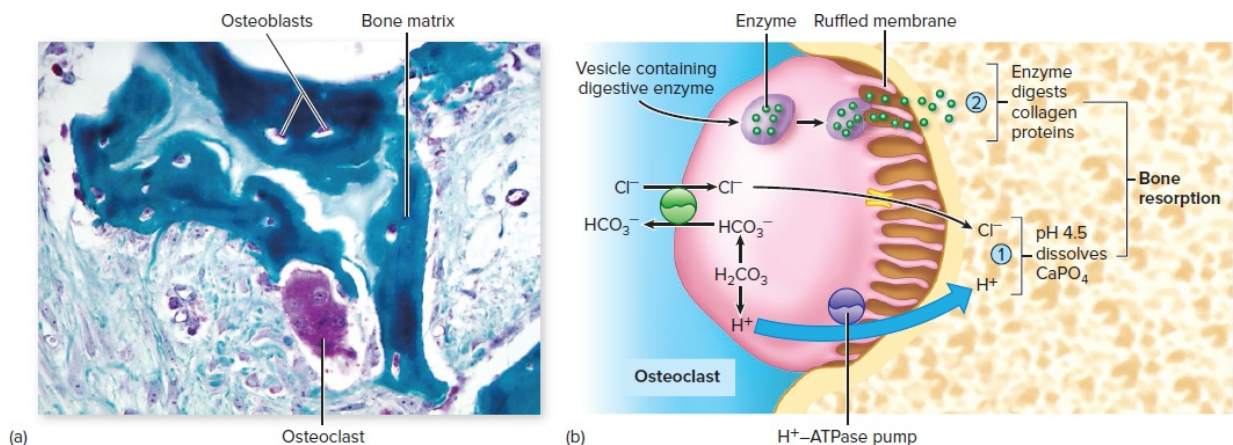 Osteoblasts
Bone matrix
Osteoclast
(a)
Enzyme
Ruffled membrane
Vesicle containing
digestive enzyme
② Enzyme
digests
collagen
proteins
Bone
resorption
Cl⁻
Cl⁻
HCO₃⁻
HCO₃⁻
H₂CO₃
H⁺
Cl⁻
① pH 4.5
dissolves
CaPO₄
H⁺
Osteoclast
(b)
H⁺–ATPase pump